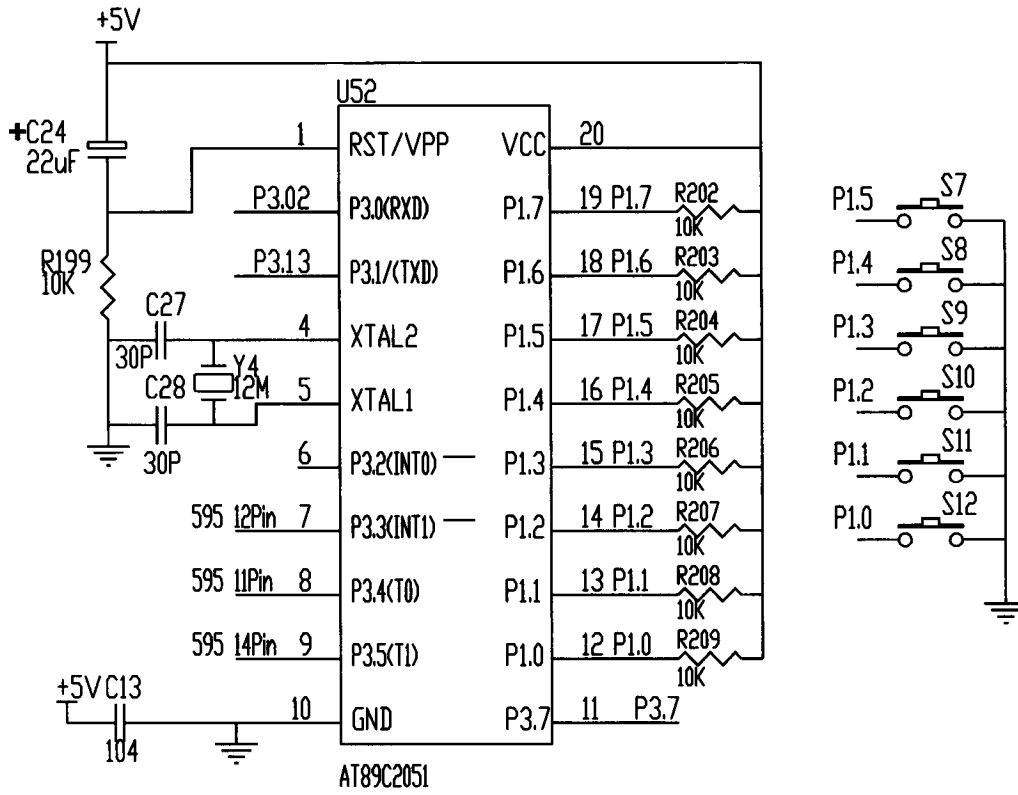 +5V
U52
+C24
22uF
1 RST/VPP VCC 20
P3.02 P3.0(RXD) P1.7 19 P1.7 R202
10K
P3.13 P3.1/(TXD) P1.6 18 P1.6 R203
10K
R199
10K
C27
30P
4 XTAL2 P1.5 17 P1.5 R204
10K
Y4
12M
C28
30P
5 XTAL1 P1.4 16 P1.4 R205
10K
6 P3.2(INT0) P1.3 15 P1.3 R206
10K
595 12Pin 7 P3.3(INT1) P1.2 14 P1.2 R207
10K
595 11Pin 8 P3.4(T0) P1.1 13 P1.1 R208
10K
595 14Pin 9 P3.5(T1) P1.0 12 P1.0 R209
10K
+5V C13
104
10 GND P3.7 11 P3.7
AT89C2051
P1.5 S7
P1.4 S8
P1.3 S9
P1.2 S10
P1.1 S11
P1.0 S12